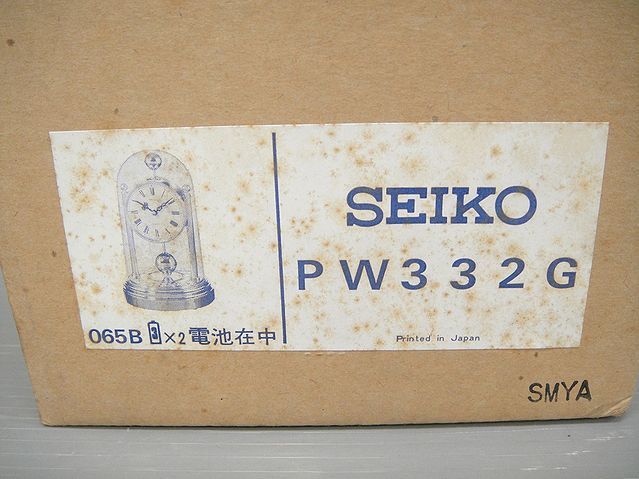 SEIKO
PW332G
065B 3×2電池在中
Printed in Japan
SMYA